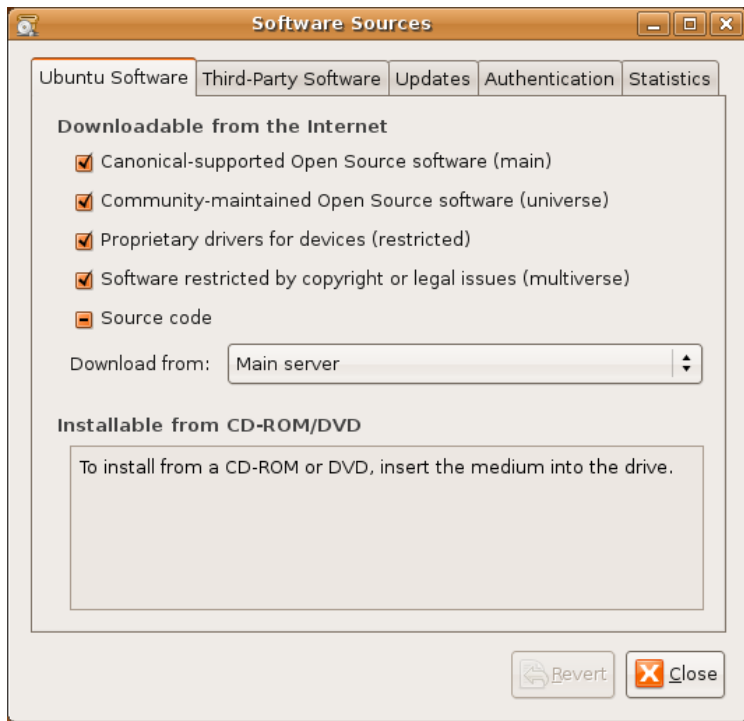 Software Sources
Ubuntu Software Third-Party Software Updates Authentication Statistics
Downloadable from the Internet
Canonical-supported Open Source software (main)
Community-maintained Open Source software (universe)
Proprietary drivers for devices (restricted)
Software restricted by copyright or legal issues (multiverse)
Source code
Download from: Main server
Installable from CD-ROM/DVD
To install from a CD-ROM or DVD, insert the medium into the drive.
Revert Close